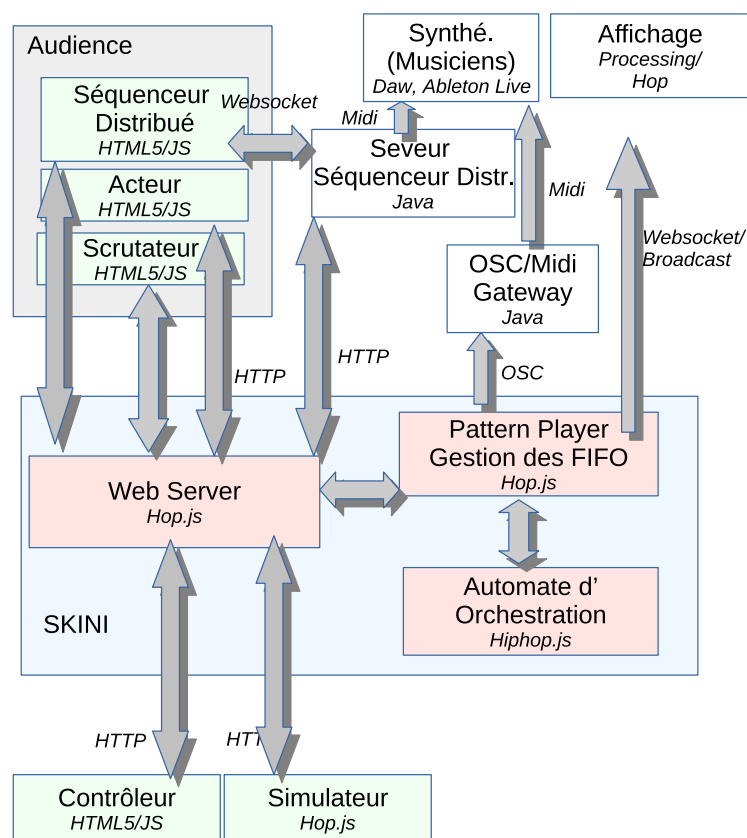 Audience
Séquenceur
Distribué
HTML5/JS
Acteur
HTML5/JS
Scrutateur
HTML5/JS
Websocket
Synthé.
(Musiciens)
Daw, Ableton Live
Affichage
Processing/
Hop
Midi
Seveur
Séquenceur Distr.
Java
Midi
Websocket/
Broadcast
OSC/Midi
Gateway
Java
HTTP
HTTP
OSC
Pattern Player
Gestion des FIFO
Hop.js
Web Server
Hop.js
Automate d’
Orchestration
Hiphop.js
SKINI
HTTP
HTT
Contrôleur
HTML5/JS
Simulateur
Hop.js